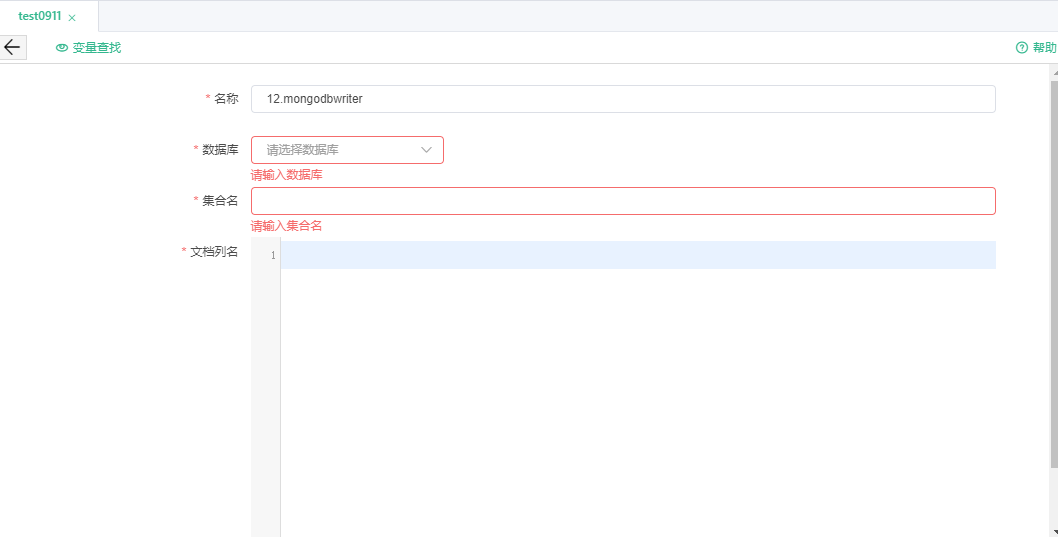 test0911
变量查找
帮助
* 名称 12.mongodbwriter
* 数据库 请选择数据库
请输入数据库
* 集合名
请输入集合名
* 文档列名
1